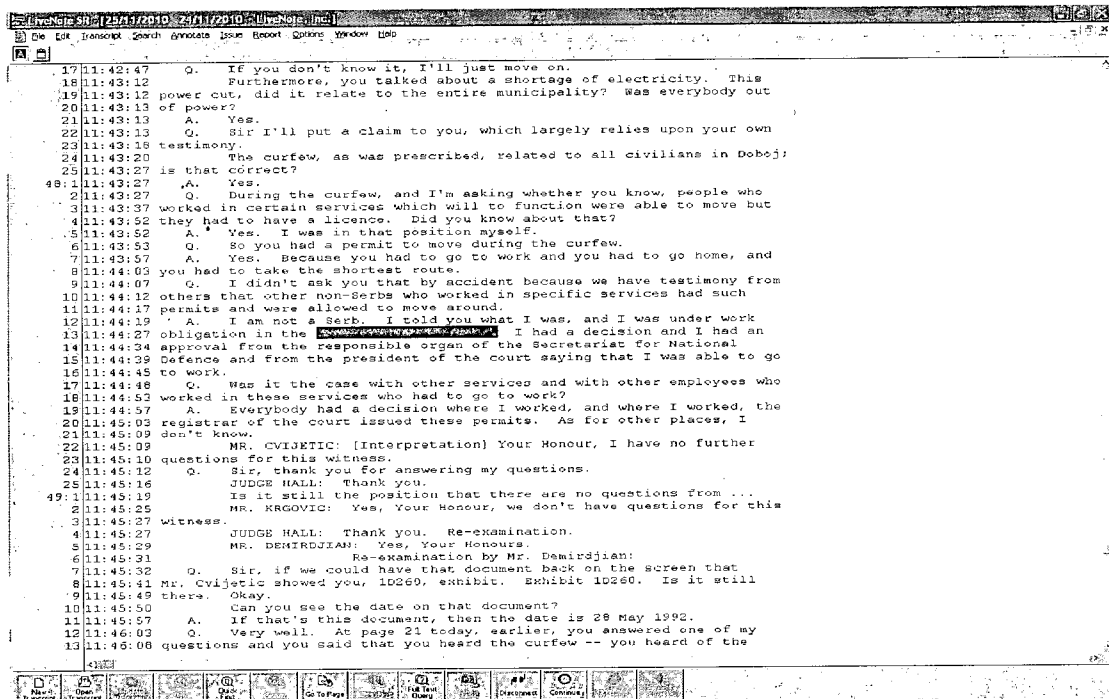 LiveNote SR - [25/11/2010 24/11/2010 - LiveNote, Inc.]
File Edit Transcript Search Annotate Issue Report Options Window Help
17 11:42:47 Q. If you don't know it, I'll just move on.
18 11:43:12 Furthermore, you talked about a shortage of electricity. This
19 11:43:12 power cut, did it relate to the entire municipality? Was everybody out
20 11:43:13 of power?
21 11:43:13 A. Yes.
22 11:43:13 Q. Sir I'll put a claim to you, which largely relies upon your own
23 11:43:18 testimony.
24 11:43:20 The curfew, as was prescribed, related to all civilians in Doboj;
25 11:43:27 is that correct?
48:1 11:43:27 A. Yes.
2 11:43:27 Q. During the curfew, and I'm asking whether you know, people who
3 11:43:37 worked in certain services which will to function were able to move but
4 11:43:52 they had to have a licence. Did you know about that?
5 11:43:52 A. Yes. I was in that position myself.
6 11:43:53 Q. So you had a permit to move during the curfew.
7 11:43:57 A. Yes. Because you had to go to work and you had to go home, and
8 11:44:03 you had to take the shortest route.
9 11:44:07 Q. I didn't ask you that by accident because we have testimony from
10 11:44:12 others that other non-Serbs who worked in specific services had such
11 11:44:17 permits and were allowed to move around.
12 11:44:19 A. I am not a Serb. I told you what I was, and I was under work
13 11:44:27 obligation in the I had a decision and I had an
14 11:44:34 approval from the responsible organ of the Secretariat for National
15 11:44:39 Defence and from the president of the court saying that I was able to go
16 11:44:45 to work.
17 11:44:48 Q. Was it the case with other services and with other employees who
18 11:44:53 worked in these services who had to go to work?
19 11:44:57 A. Everybody had a decision where I worked, and where I worked, the
20 11:45:03 registrar of the court issued these permits. As for other places, I
21 11:45:09 don't know.
22 11:45:09 MR. CVIJETIC: [Interpretation] Your Honour, I have no further
23 11:45:10 questions for this witness.
24 11:45:12 Q. Sir, thank you for answering my questions.
25 11:45:16 JUDGE HALL: Thank you.
49:1 11:45:19 Is it still the position that there are no questions from ...
2 11:45:25 MR. KRGOVIC: Yes, Your Honour, we don't have questions for this
3 11:45:27 witness.
4 11:45:27 JUDGE HALL: Thank you. Re-examination.
5 11:45:29 MR. DEMIRDJIAN: Yes, Your Honours.
6 11:45:31 Re-examination by Mr. Demirdjian:
7 11:45:32 Q. Sir, if we could have that document back on the screen that
8 11:45:41 Mr. Cvijetic showed you, 1D260, exhibit. Exhibit 1D260. Is it still
9 11:45:49 there. Okay.
10 11:45:50 Can you see the date on that document?
11 11:45:57 A. If that's this document, then the date is 28 May 1992.
12 11:46:03 Q. Very well. At page 21 today, earlier, you answered one of my
13 11:46:08 questions and you said that you heard the curfew -- you heard of the
New Transcript Open Quick Find Go To Page Full Text Query Disconnect Continue